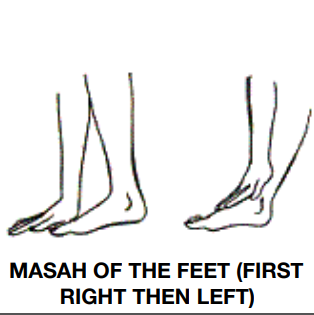 MASAH OF THE FEET (FIRST
RIGHT THEN LEFT)